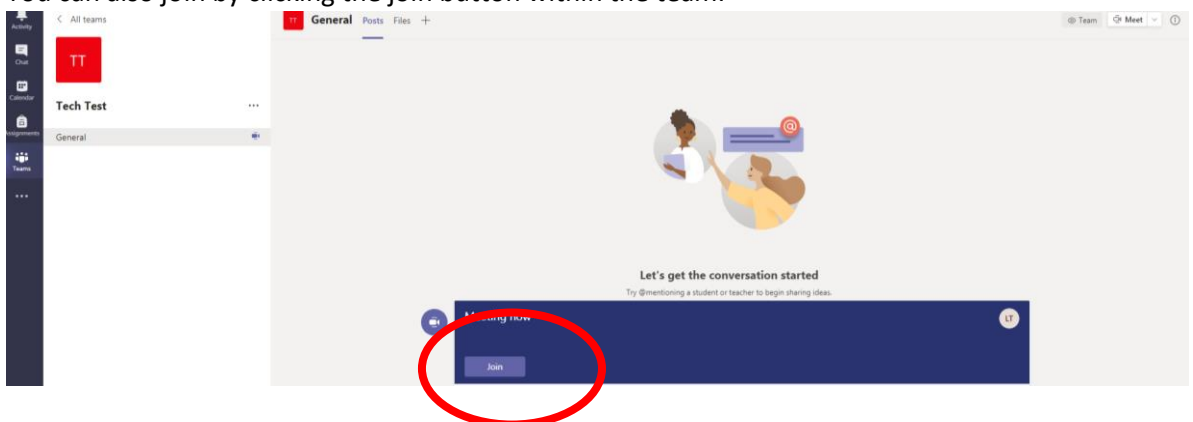 You can also join by clicking the join button within the team.
Activity
Chat
Calendar
Assignments
Teams
All teams
TT
Tech Test
General
TT General Posts Files
Team Meet
@
Let's get the conversation started
Try @mentioning a student or teacher to begin sharing ideas.
Meeting now
LT
Join